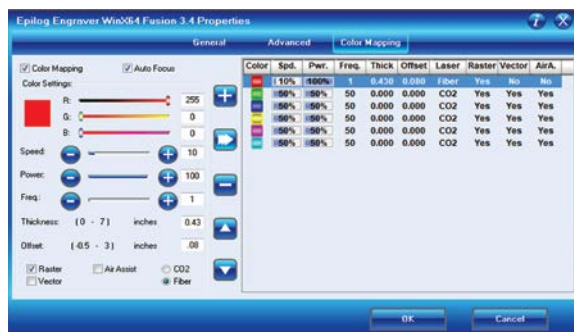 Epilog Engraver WinX64 Fusion 3.4 Properties
General Advanced Color Mapping
Color Mapping Auto Focus
Color Settings:
R: 255
G: 0
B: 0
Speed: 10
Power: 100
Freq.: 1
Thickness: (0 - 7) inches 0.43
Offset: (-0.5 - 3) inches .08
Raster Air Assist CO2
Vector Fiber
Color Spd. Pwr. Freq. Thick Offset Laser Raster Vector AirA.
10% 100% 1 0.430 0.080 Fiber Yes No No
50% 50% 50 0.000 0.000 CO2 Yes Yes Yes
50% 50% 50 0.000 0.000 CO2 Yes Yes Yes
50% 50% 50 0.000 0.000 CO2 Yes Yes Yes
50% 50% 50 0.000 0.000 CO2 Yes Yes Yes
50% 50% 50 0.000 0.000 CO2 Yes Yes Yes
OK Cancel